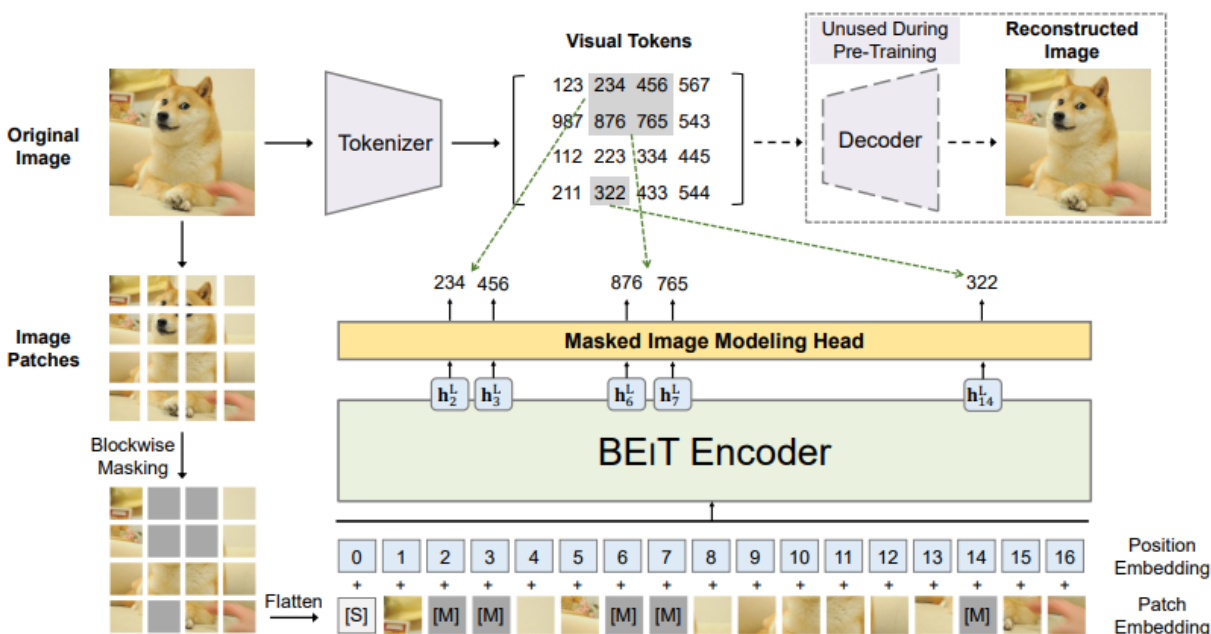 Unused During
Pre-Training
Reconstructed
Image
Visual Tokens
Original
Image
Tokenizer
123 234 456 567
987 876 765 543
112 223 334 445
211 322 433 544
Decoder
234 456 876 765 322
Image
Patches
Masked Image Modeling Head
h₂ᴸ h₃ᴸ h₆ᴸ h₇ᴸ h₁₄ᴸ
BEIT Encoder
Blockwise
Masking
0 1 2 3 4 5 6 7 8 9 10 11 12 13 14 15 16
Position
Embedding
+ + + + + + + + + + + + + + + + +
Flatten
[S] [M] [M] [M] [M] [M]
Patch
Embedding